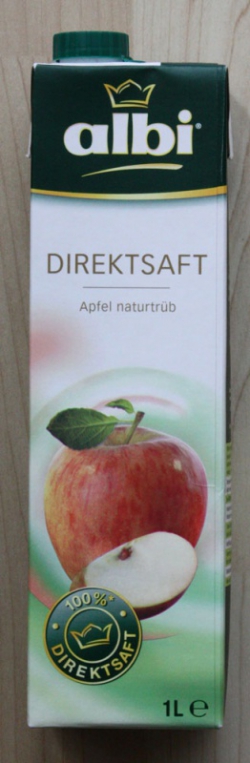 albi®
DIREKTSAFT
Apfel naturtrüb
100%*
DIREKTSAFT
1L ℮